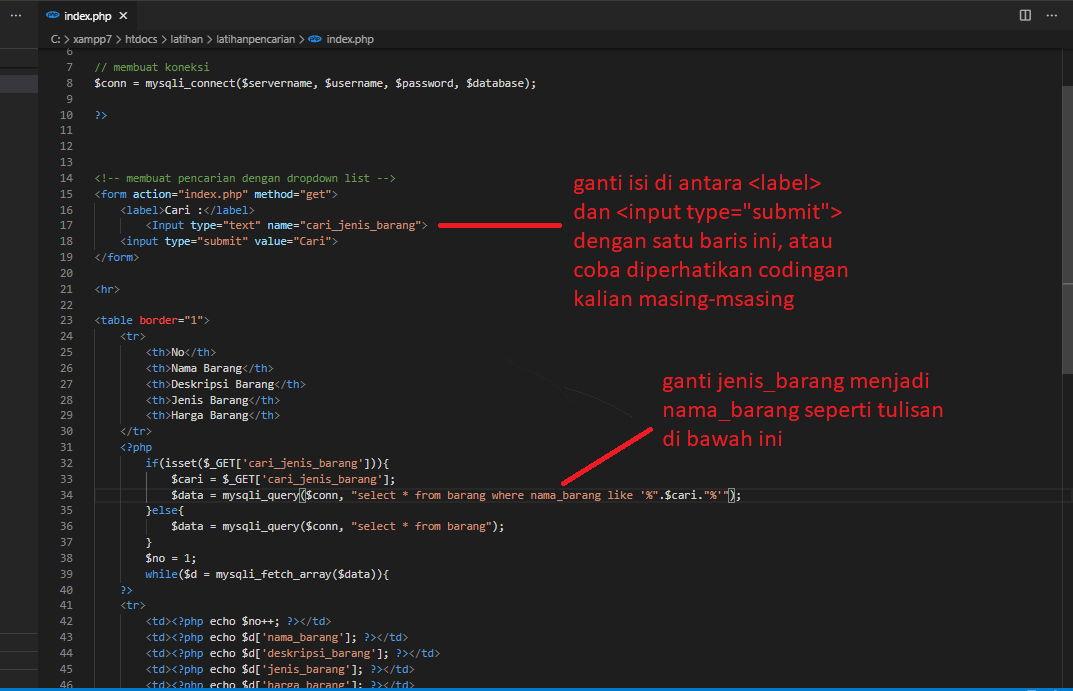 index.php
C: > xampp7 > htdocs > latihan > latihanpencarian > index.php
6
7 // membuat koneksi
8 $conn = mysqli_connect($servername, $username, $password, $database);
9
10 ?>
11
12
13
14 <!-- membuat pencarian dengan dropdown list -->
15 <form action="index.php" method="get">
16 <label>Cari :</label>
17 <Input type="text" name="cari_jenis_barang">
18 <input type="submit" value="Cari">
19 </form>
20
21 <hr>
22
23 <table border="1">
24 <tr>
25 <th>No</th>
26 <th>Nama Barang</th>
27 <th>Deskripsi Barang</th>
28 <th>Jenis Barang</th>
29 <th>Harga Barang</th>
30 </tr>
31 <?php
32 if(isset($_GET['cari_jenis_barang'])){
33 $cari = $_GET['cari_jenis_barang'];
34 $data = mysqli_query($conn, "select * from barang where nama_barang like '%".$cari."%'");
35 }else{
36 $data = mysqli_query($conn, "select * from barang");
37 }
38 $no = 1;
39 while($d = mysqli_fetch_array($data)){
40 ?>
41 <tr>
42 <td><?php echo $no++; ?></td>
43 <td><?php echo $d['nama_barang']; ?></td>
44 <td><?php echo $d['deskripsi_barang']; ?></td>
45 <td><?php echo $d['jenis_barang']; ?></td>
46 <td><?php echo $d['harga_barang']; ?></td>
ganti isi di antara <label>
dan <input type="submit">
dengan satu baris ini, atau
coba diperhatikan codingan
kalian masing-msasing
ganti jenis_barang menjadi
nama_barang seperti tulisan
di bawah ini